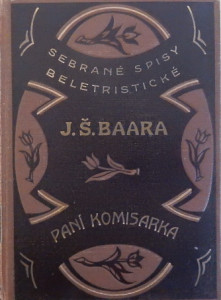 SEBRANÉ SPISY
BELETRISTICKÉ
J.Š.BAARA
PANÍ KOMISARKA